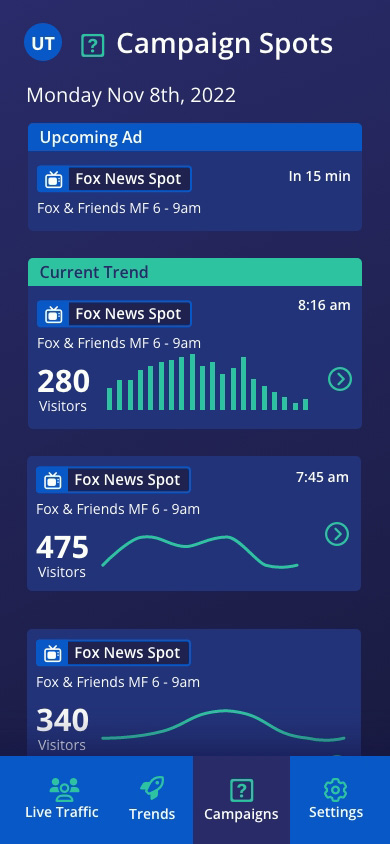 UT
? Campaign Spots
Monday Nov 8th, 2022
Upcoming Ad
Fox News Spot
In 15 min
Fox & Friends MF 6 - 9am
Current Trend
8:16 am
Fox News Spot
Fox & Friends MF 6 - 9am
280
Visitors
Fox News Spot
7:45 am
Fox & Friends MF 6 - 9am
475
Visitors
Fox News Spot
Fox & Friends MF 6 - 9am
340
Visitors
?
Live Traffic Trends Campaigns Settings